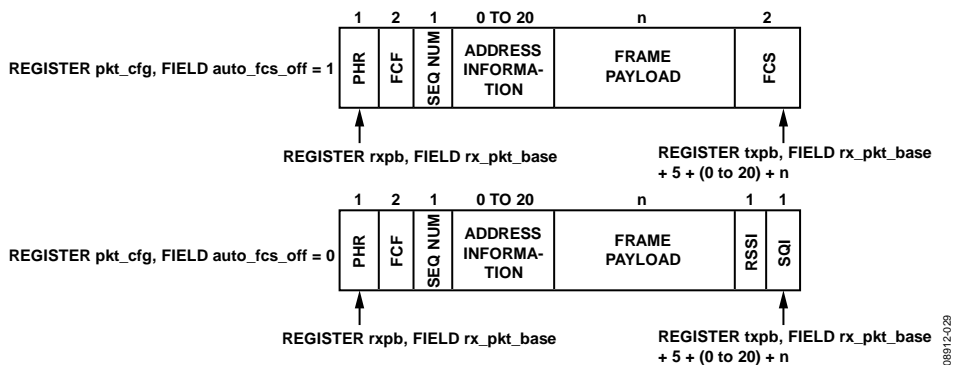 1 2 1 0 TO 20 n 2
REGISTER pkt_cfg, FIELD auto_fcs_off = 1
PHR
FCF
SEQ NUM
ADDRESS
INFORMA-
TION
FRAME
PAYLOAD
FCS
REGISTER rxpb, FIELD rx_pkt_base
REGISTER txpb, FIELD rx_pkt_base
+ 5 + (0 to 20) + n
1 2 1 0 TO 20 n 1 1
REGISTER pkt_cfg, FIELD auto_fcs_off = 0
PHR
FCF
SEQ NUM
ADDRESS
INFORMA-
TION
FRAME
PAYLOAD
RSSI
SQI
REGISTER rxpb, FIELD rx_pkt_base
REGISTER txpb, FIELD rx_pkt_base
+ 5 + (0 to 20) + n
08912-029